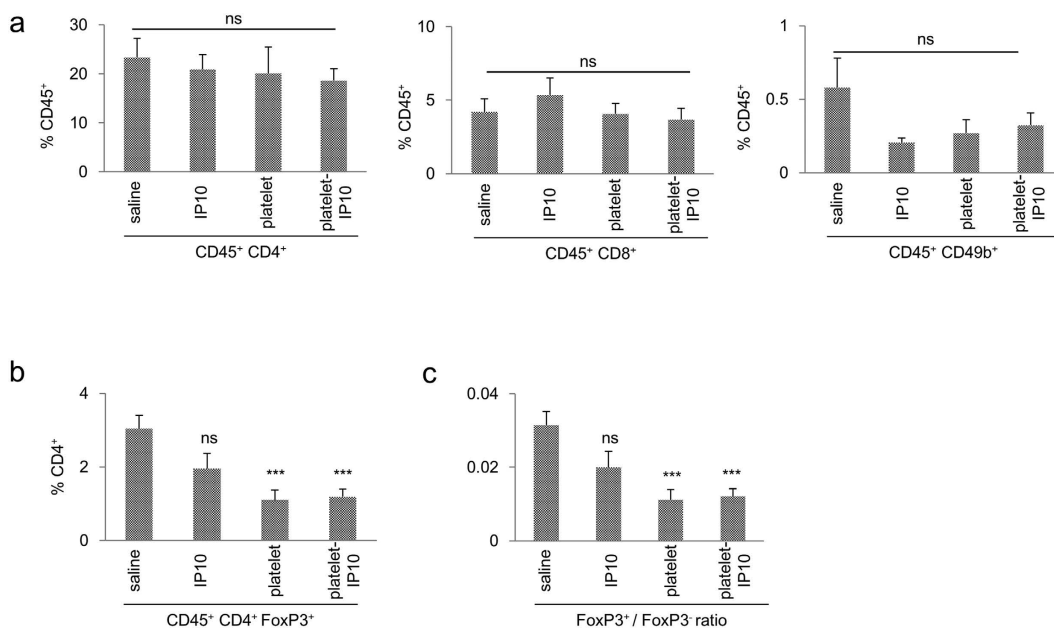 a
ns
30
20
10
0
% CD45⁺
saline
IP10
platelet
platelet-
IP10
CD45⁺ CD4⁺
ns
10
5
0
% CD45⁺
saline
IP10
platelet
platelet-
IP10
CD45⁺ CD8⁺
ns
1
0.5
0
% CD45⁺
saline
IP10
platelet
platelet-
IP10
CD45⁺ CD49b⁺
b
4
2
0
% CD4⁺
ns
***
***
saline
IP10
platelet
platelet-
IP10
CD45⁺ CD4⁺ FoxP3⁺
c
0.04
0.02
0
ns
***
***
saline
IP10
platelet
platelet-
IP10
FoxP3⁺ / FoxP3⁻ ratio